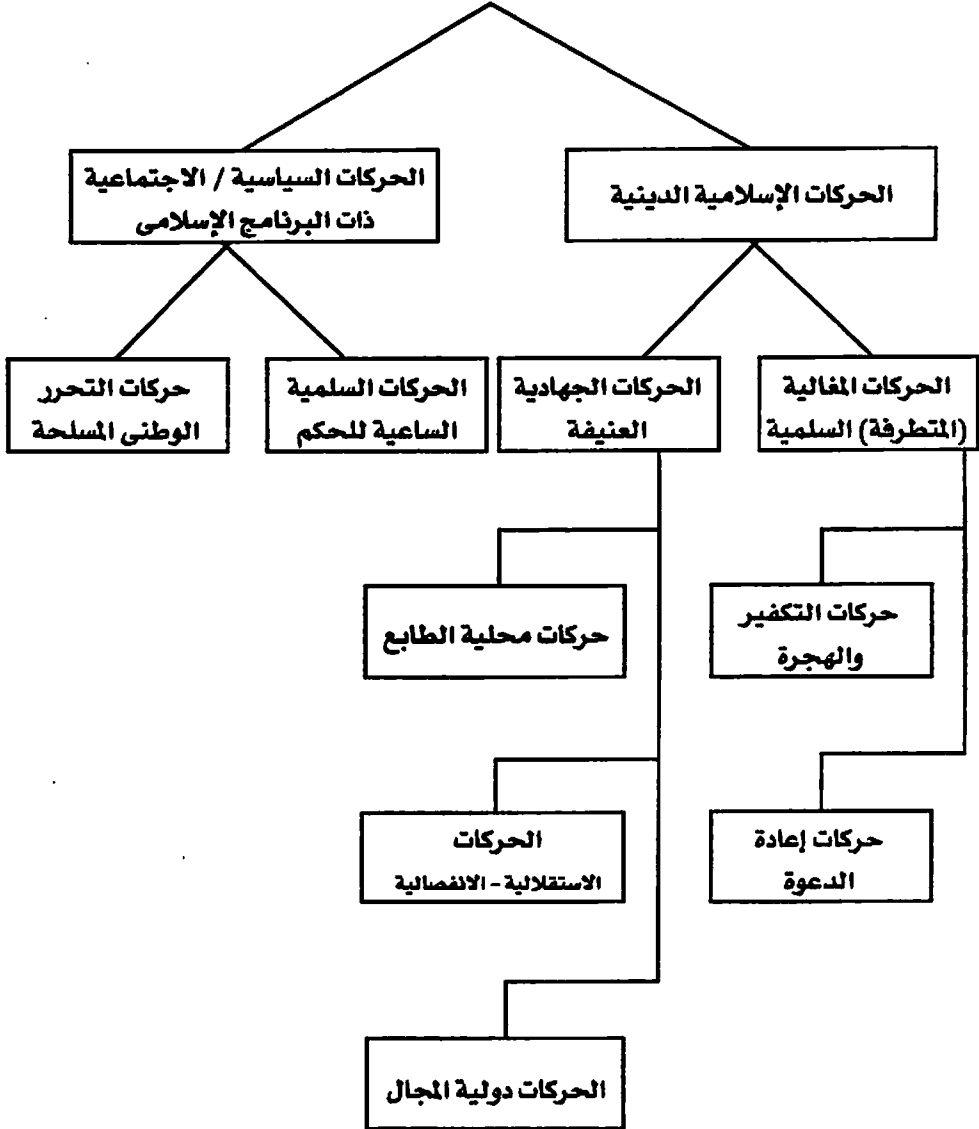 الحركات الإسلامية الدينية
الحركات السياسية / الاجتماعية
ذات البرنامج الإسلامى
الحركات المغالية
(المتطرفة) السلمية
الحركات الجهادية
العنيفة
الحركات السلمية
الساعية للحكم
حركات التحرر
الوطنى المسلحة
حركات التكفير
والهجرة
حركات محلية الطابع
حركات إعادة
الدعوة
الحركات
الاستقلالية - الانفصالية
الحركات دولية المجال